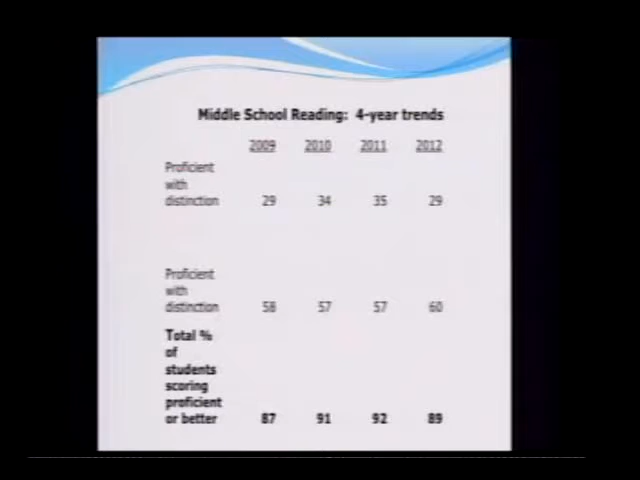 Middle School Reading: 4-year trends
2009 2010 2011 2012
Proficient
with
distinction 29 34 35 29
Proficient
with
distinction 58 57 57 60
Total %
of
students
scoring
proficient
or better 87 91 92 89